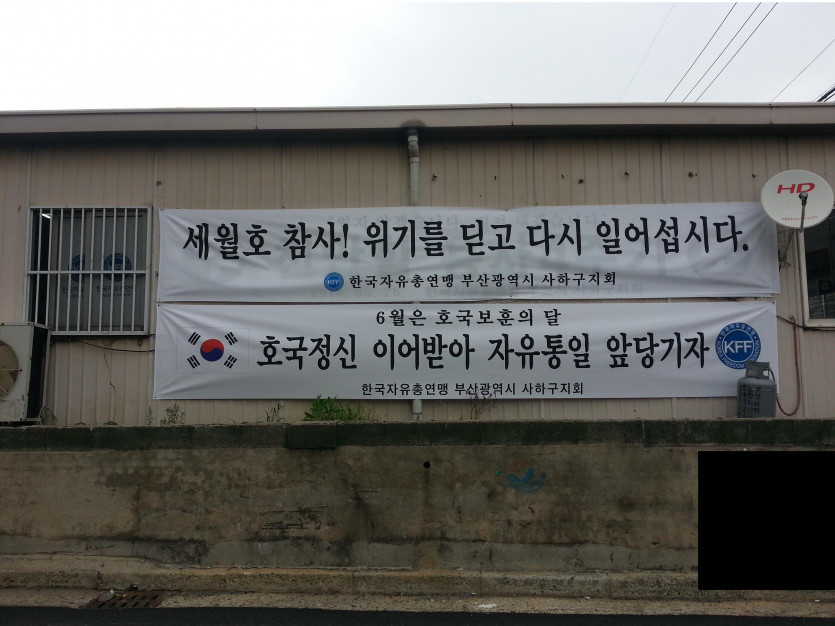 세월호 참사! 위기를 딛고 다시 일어섭시다.
KFF 한국자유총연맹 부산광역시 사하구지회
6월은 호국보훈의 달
호국정신 이어받아 자유통일 앞당기자
KFF
한국자유총연맹 부산광역시 사하구지회
HD